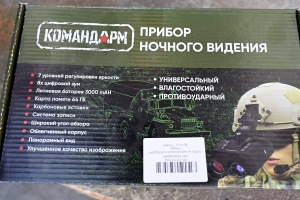 КОМАНДАРМ
ПРИБОР
НОЧНОГО ВИДЕНИЯ
7 уровней регулировки яркости
8х цифровой зум
Литиевая батарея 3000 мАН
Карта памяти 64 Гб
Карбоновые вставки
Система записи
Широкий угол обзора
Облегченный корпус
Панорамный вид
Улучшенное качество изображения
УНИВЕРСАЛЬНЫЙ
ВЛАГОСТОЙКИЙ
ПРОТИВОУДАРНЫЙ